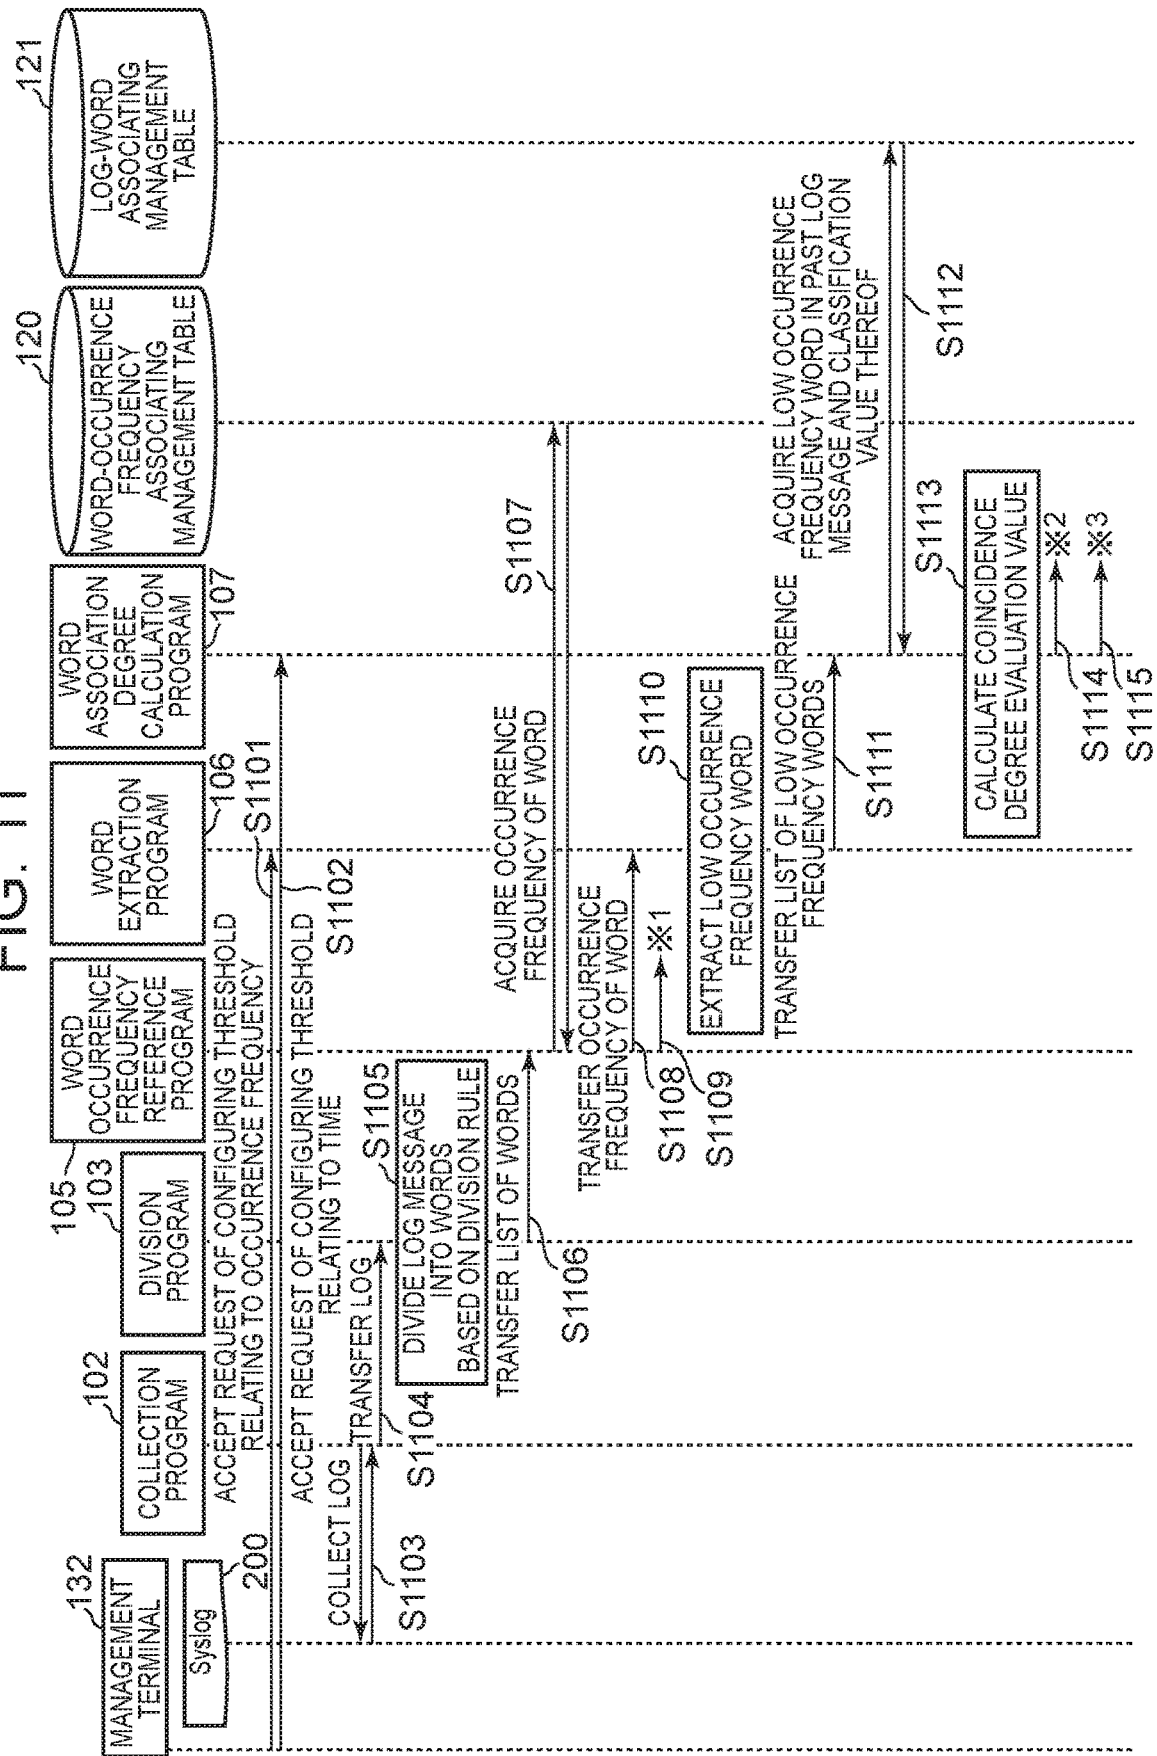 FIG. 11
132
MANAGEMENT
TERMINAL
Syslog
200
102
COLLECTION
PROGRAM
103
DIVISION
PROGRAM
105
WORD
OCCURRENCE
FREQUENCY
REFERENCE
PROGRAM
106
WORD
EXTRACTION
PROGRAM
107
WORD
ASSOCIATION
DEGREE
CALCULATION
PROGRAM
120
WORD-OCCURRENCE
FREQUENCY
ASSOCIATING
MANAGEMENT TABLE
121
LOG-WORD
ASSOCIATING
MANAGEMENT
TABLE
ACCEPT REQUEST OF CONFIGURING THRESHOLD
RELATING TO OCCURRENCE FREQUENCY
S1101
ACCEPT REQUEST OF CONFIGURING THRESHOLD
RELATING TO TIME
S1102
COLLECT LOG
S1103
TRANSFER LOG
S1104
S1105
DIVIDE LOG MESSAGE
INTO WORDS
BASED ON DIVISION RULE
TRANSFER LIST OF WORDS
S1106
ACQUIRE OCCURRENCE
FREQUENCY OF WORD
S1107
TRANSFER OCCURRENCE
FREQUENCY OF WORD
S1108
※1
S1109
S1110
EXTRACT LOW OCCURRENCE
FREQUENCY WORD
TRANSFER LIST OF LOW OCCURRENCE
FREQUENCY WORDS
S1111
ACQUIRE LOW OCCURRENCE
FREQUENCY WORD IN PAST LOG
MESSAGE AND CLASSIFICATION
VALUE THEREOF
S1112
S1113
CALCULATE COINCIDENCE
DEGREE EVALUATION VALUE
※2
S1114
※3
S1115